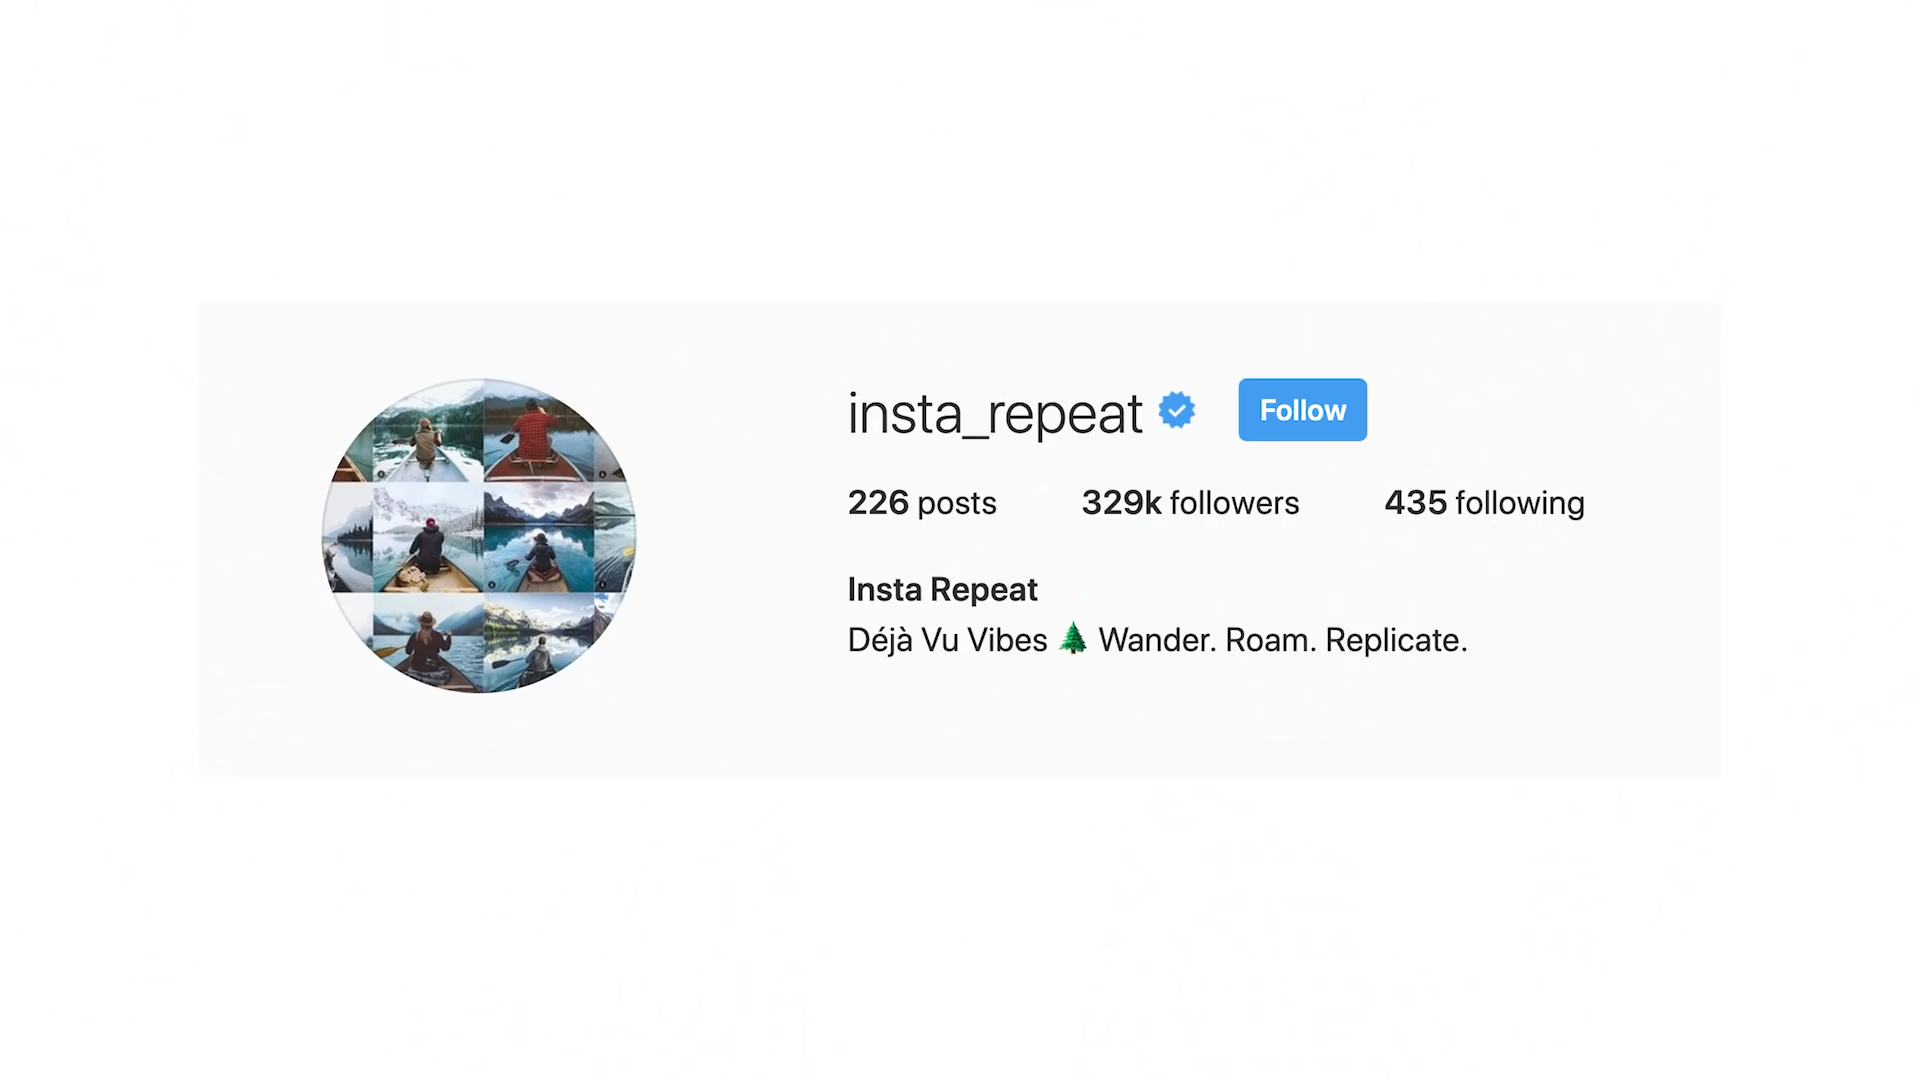 insta_repeat Follow
226 posts 329k followers 435 following
Insta Repeat
Déjà Vu Vibes 🌲 Wander. Roam. Replicate.